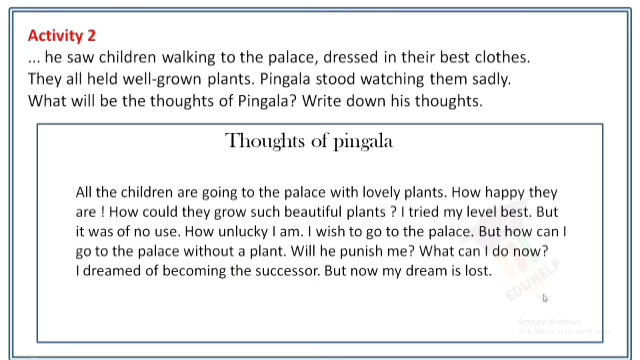 Activity 2
... he saw children walking to the palace, dressed in their best clothes.
They all held well-grown plants. Pingala stood watching them sadly.
What will be the thoughts of Pingala? Write down his thoughts.
Thoughts of pingala
All the children are going to the palace with lovely plants. How happy they
are ! How could they grow such beautiful plants ? I tried my level best. But
it was of no use. How unlucky I am. I wish to go to the palace. But how can I
go to the palace without a plant. Will he punish me? What can I do now?
I dreamed of becoming the successor. But now my dream is lost.
EDUHELP
Activate Windows